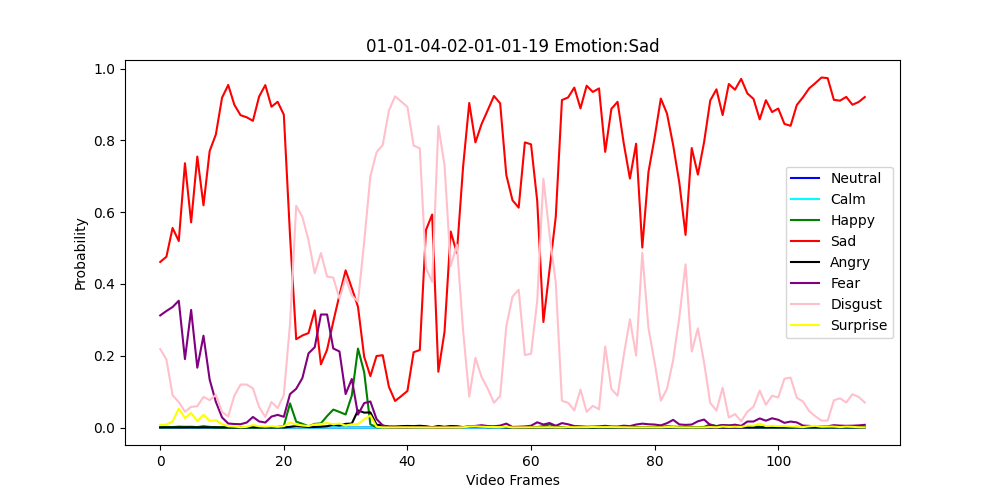 01-01-04-02-01-01-19 Emotion:Sad
1.0
0.8
0.6
0.4
0.2
0.0
Probability
0 20 40 60 80 100
Video Frames
Neutral
Calm
Happy
Sad
Angry
Fear
Disgust
Surprise